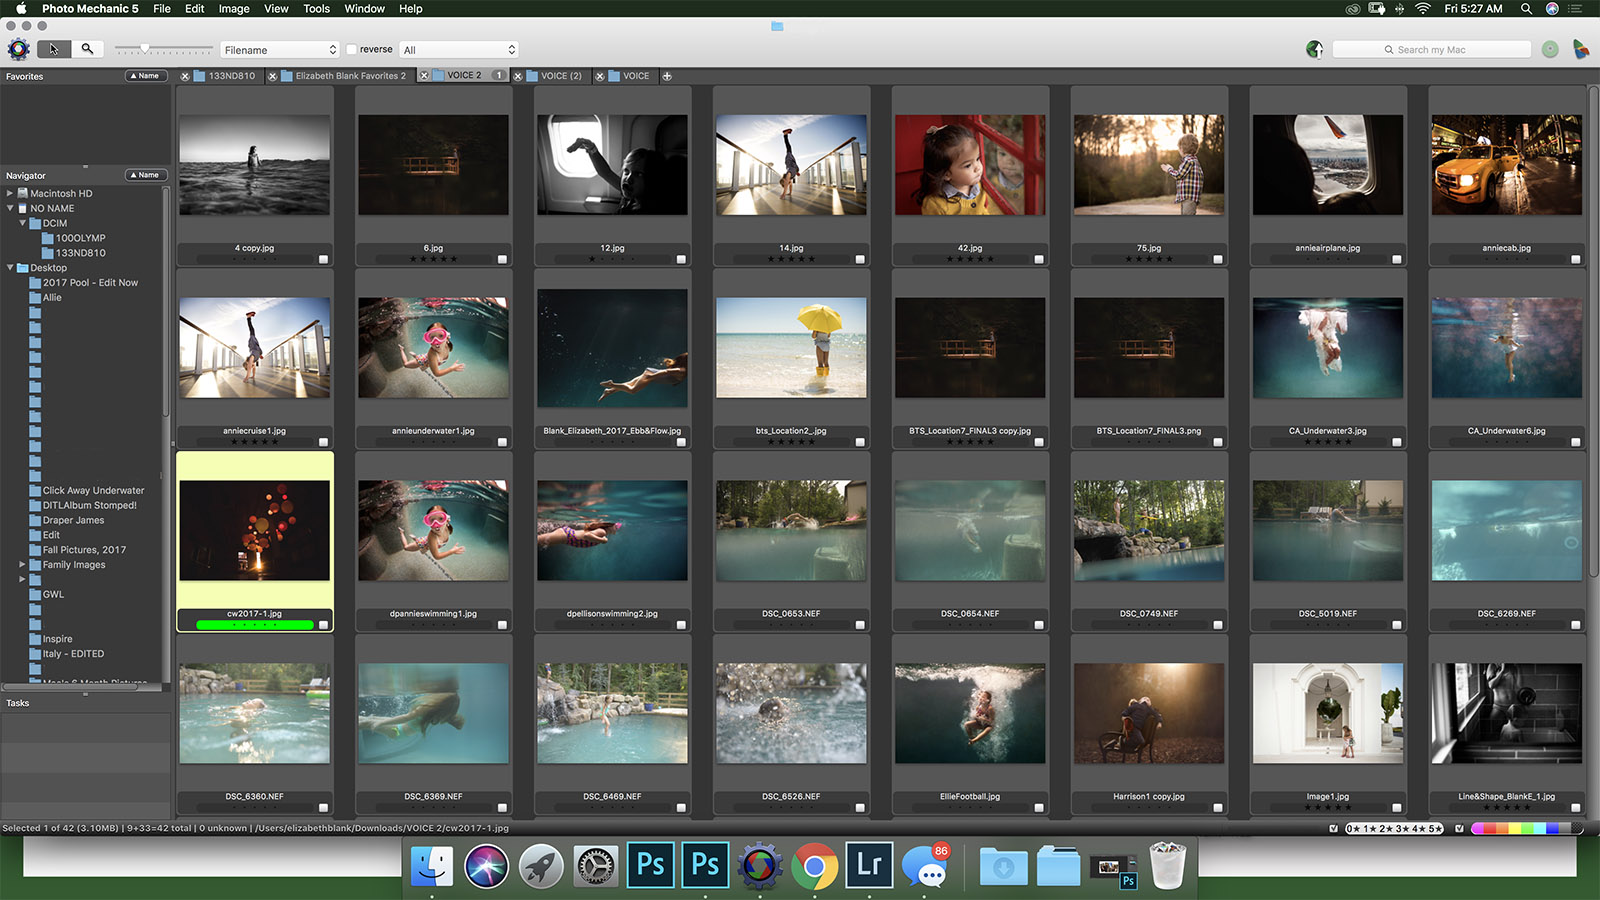 Photo Mechanic 5 File Edit Image View Tools Window Help Fri 5:27 AM
Filename reverse All Search my Mac
Favorites ▲ Name 133ND810 Elizabeth Blank Favorites 2 VOICE 2 1 VOICE (2) VOICE
4 copy.jpg 6.jpg 12.jpg 14.jpg 42.jpg 75.jpg annieairplane.jpg anniecab.jpg
Navigator ▲ Name
Macintosh HD
NO NAME
DCIM
100OLYMP
133ND810
Desktop
2017 Pool - Edit Now
Allie
anniecruise1.jpg annieunderwater1.jpg Blank_Elizabeth_2017_Ebb&Flow.jpg bts_Location2_.jpg BTS_Location7_FINAL3 copy.jpg BTS_Location7_FINAL3.png CA_Underwater3.jpg CA_Underwater6.jpg
Click Away Underwater
DITLAlbum Stomped!
Draper James
Edit
Fall Pictures, 2017
Family Images
GWL
Inspire
Italy - EDITED
cw2017-1.jpg dpannieswimming1.jpg dpellisonswimming2.jpg DSC_0653.NEF DSC_0654.NEF DSC_0749.NEF DSC_5019.NEF DSC_6269.NEF
Tasks
DSC_6360.NEF DSC_6369.NEF DSC_6469.NEF DSC_6526.NEF EllieFootball.jpg Harrison1 copy.jpg Image1.jpg Line&Shape_BlankE_1.jpg
Selected 1 of 42 (3.10MB) | 9+33=42 total | 0 unknown | /Users/elizabethblank/Downloads/VOICE 2/cw2017-1.jpg 0★ 1★ 2★ 3★ 4★ 5★
Ps Ps Lr 86 Ps